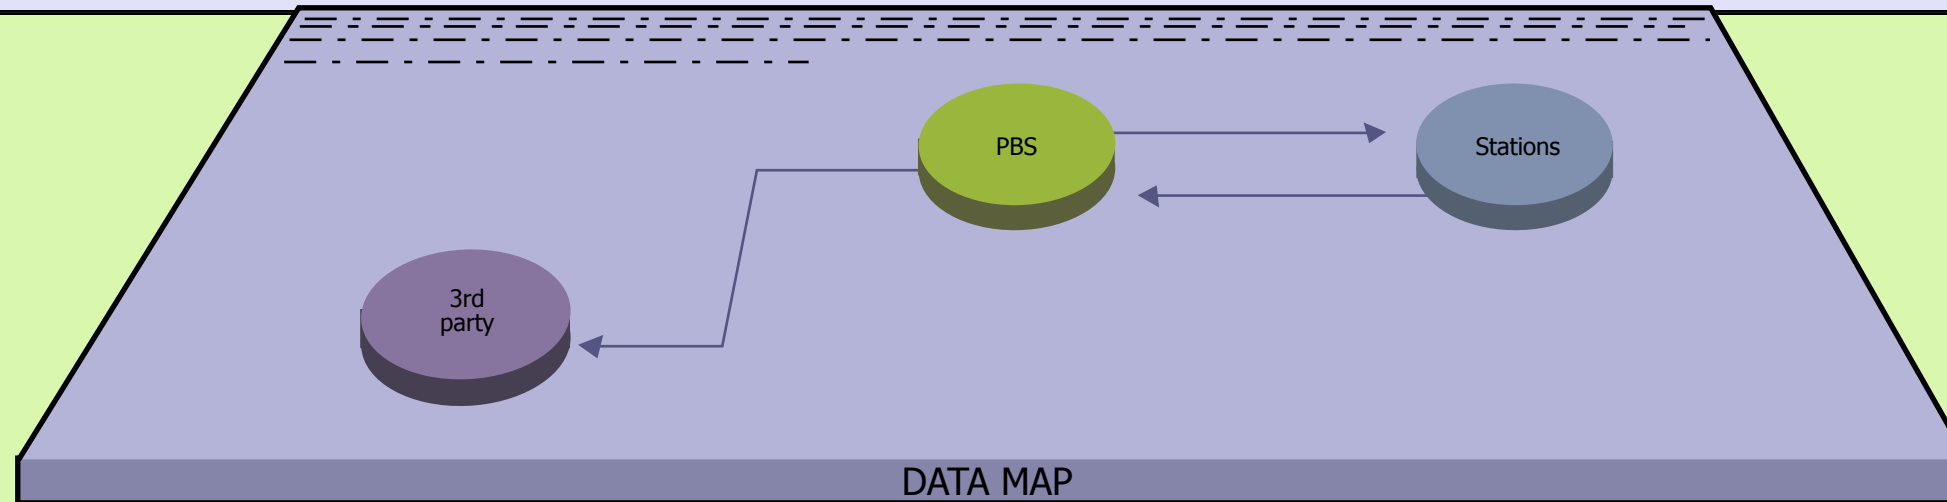 PBS
Stations
3rd
party
DATA MAP